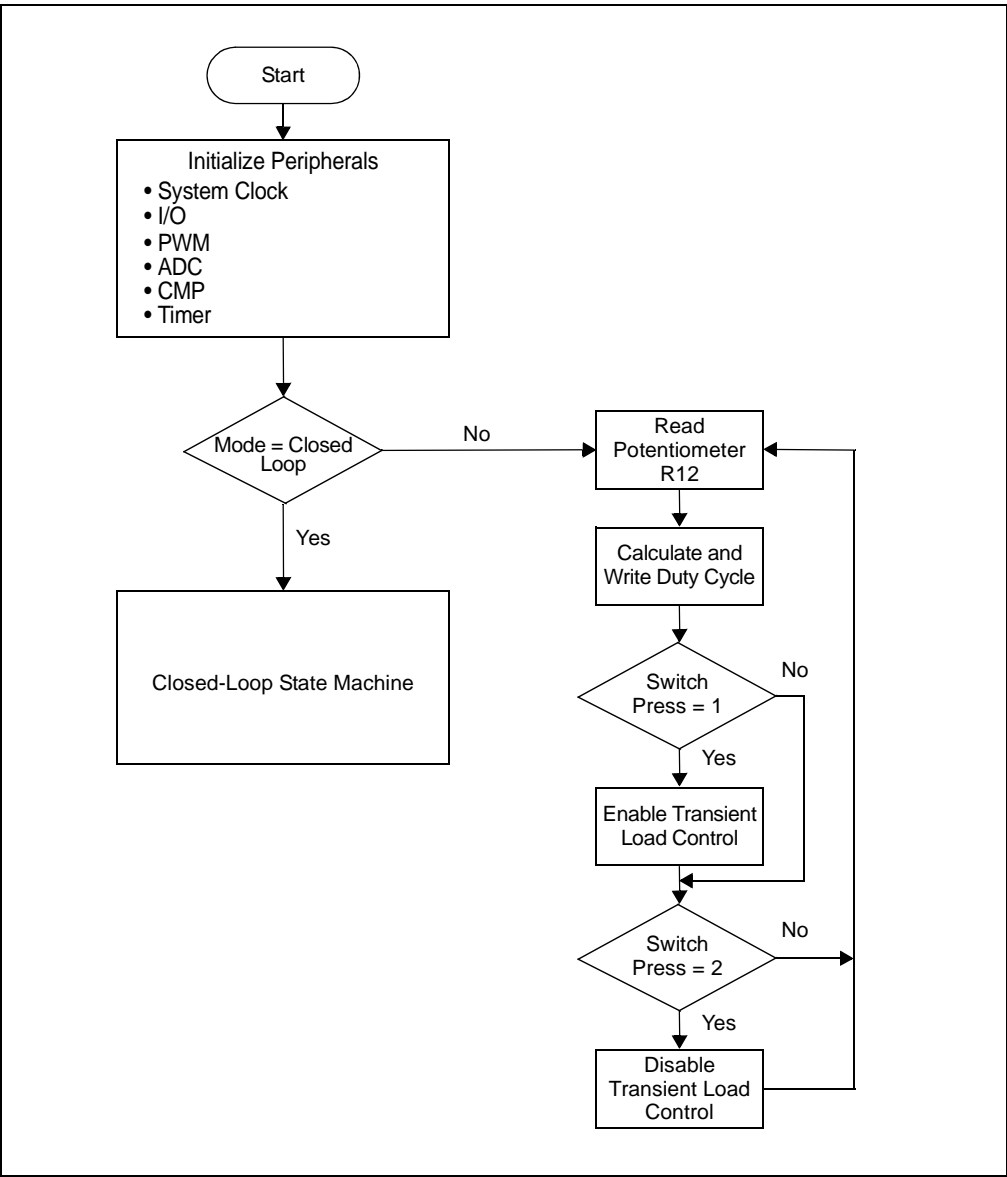 Start
Initialize Peripherals
• System Clock
• I/O
• PWM
• ADC
• CMP
• Timer
Mode = Closed
Loop
No
Yes
Closed-Loop State Machine
Read
Potentiometer
R12
Calculate and
Write Duty Cycle
Switch
Press = 1
No
Yes
Enable Transient
Load Control
Switch
Press = 2
No
Yes
Disable
Transient Load
Control